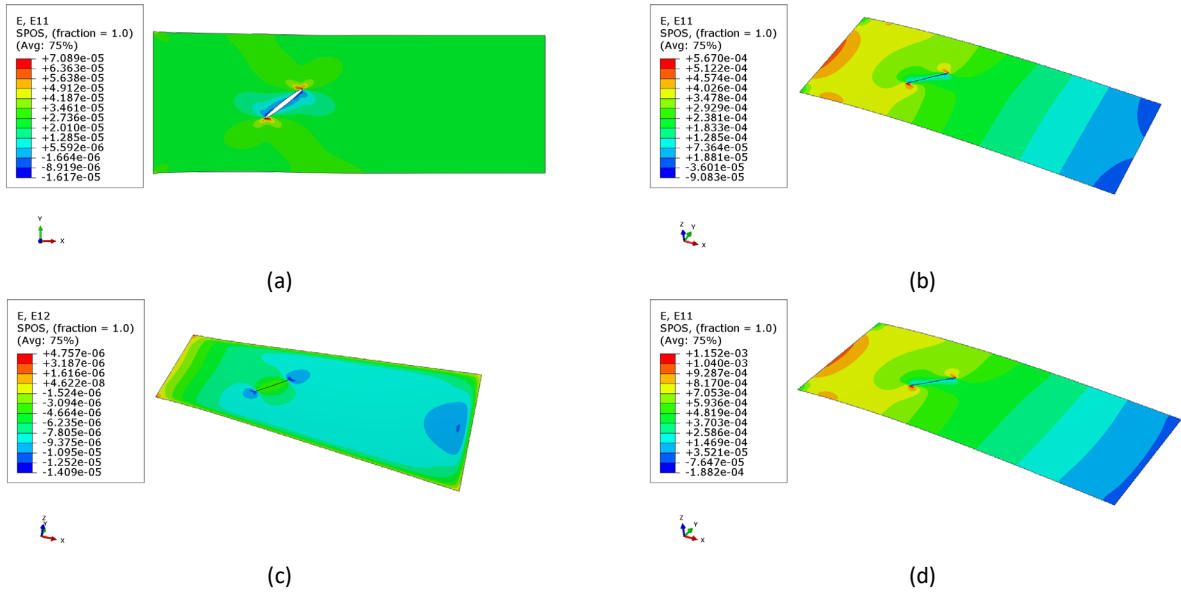 E, E11
SPOS, (fraction = 1.0)
(Avg: 75%)
+7.089e-05
+6.363e-05
+5.638e-05
+4.912e-05
+4.187e-05
+3.461e-05
+2.736e-05
+2.010e-05
+1.285e-05
+5.592e-06
-1.664e-06
-8.919e-06
-1.617e-05
Y
X
(a)
E, E11
SPOS, (fraction = 1.0)
(Avg: 75%)
+5.670e-04
+5.122e-04
+4.574e-04
+4.026e-04
+3.478e-04
+2.929e-04
+2.381e-04
+1.833e-04
+1.285e-04
+7.364e-05
+1.881e-05
-3.601e-05
-9.083e-05
Z
Y
X
(b)
E, E12
SPOS, (fraction = 1.0)
(Avg: 75%)
+4.757e-06
+3.187e-06
+1.616e-06
+4.622e-08
-1.524e-06
-3.094e-06
-4.664e-06
-6.235e-06
-7.805e-06
-9.375e-06
-1.095e-05
-1.252e-05
-1.409e-05
Z
Y
X
(c)
E, E11
SPOS, (fraction = 1.0)
(Avg: 75%)
+1.152e-03
+1.040e-03
+9.287e-04
+8.170e-04
+7.053e-04
+5.936e-04
+4.819e-04
+3.703e-04
+2.586e-04
+1.469e-04
+3.521e-05
-7.647e-05
-1.882e-04
Z
Y
X
(d)